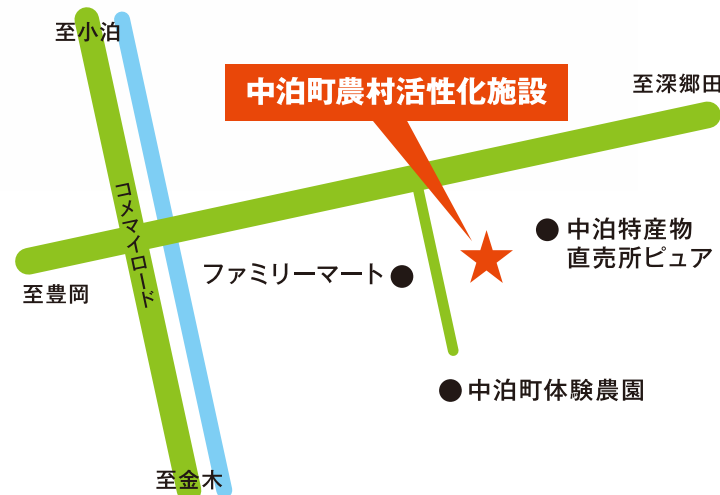 至小泊
中泊町農村活性化施設
至深郷田
コメマイロード
中泊特産物
直売所ピュア
ファミリーマート
至豊岡
中泊町体験農園
至金木